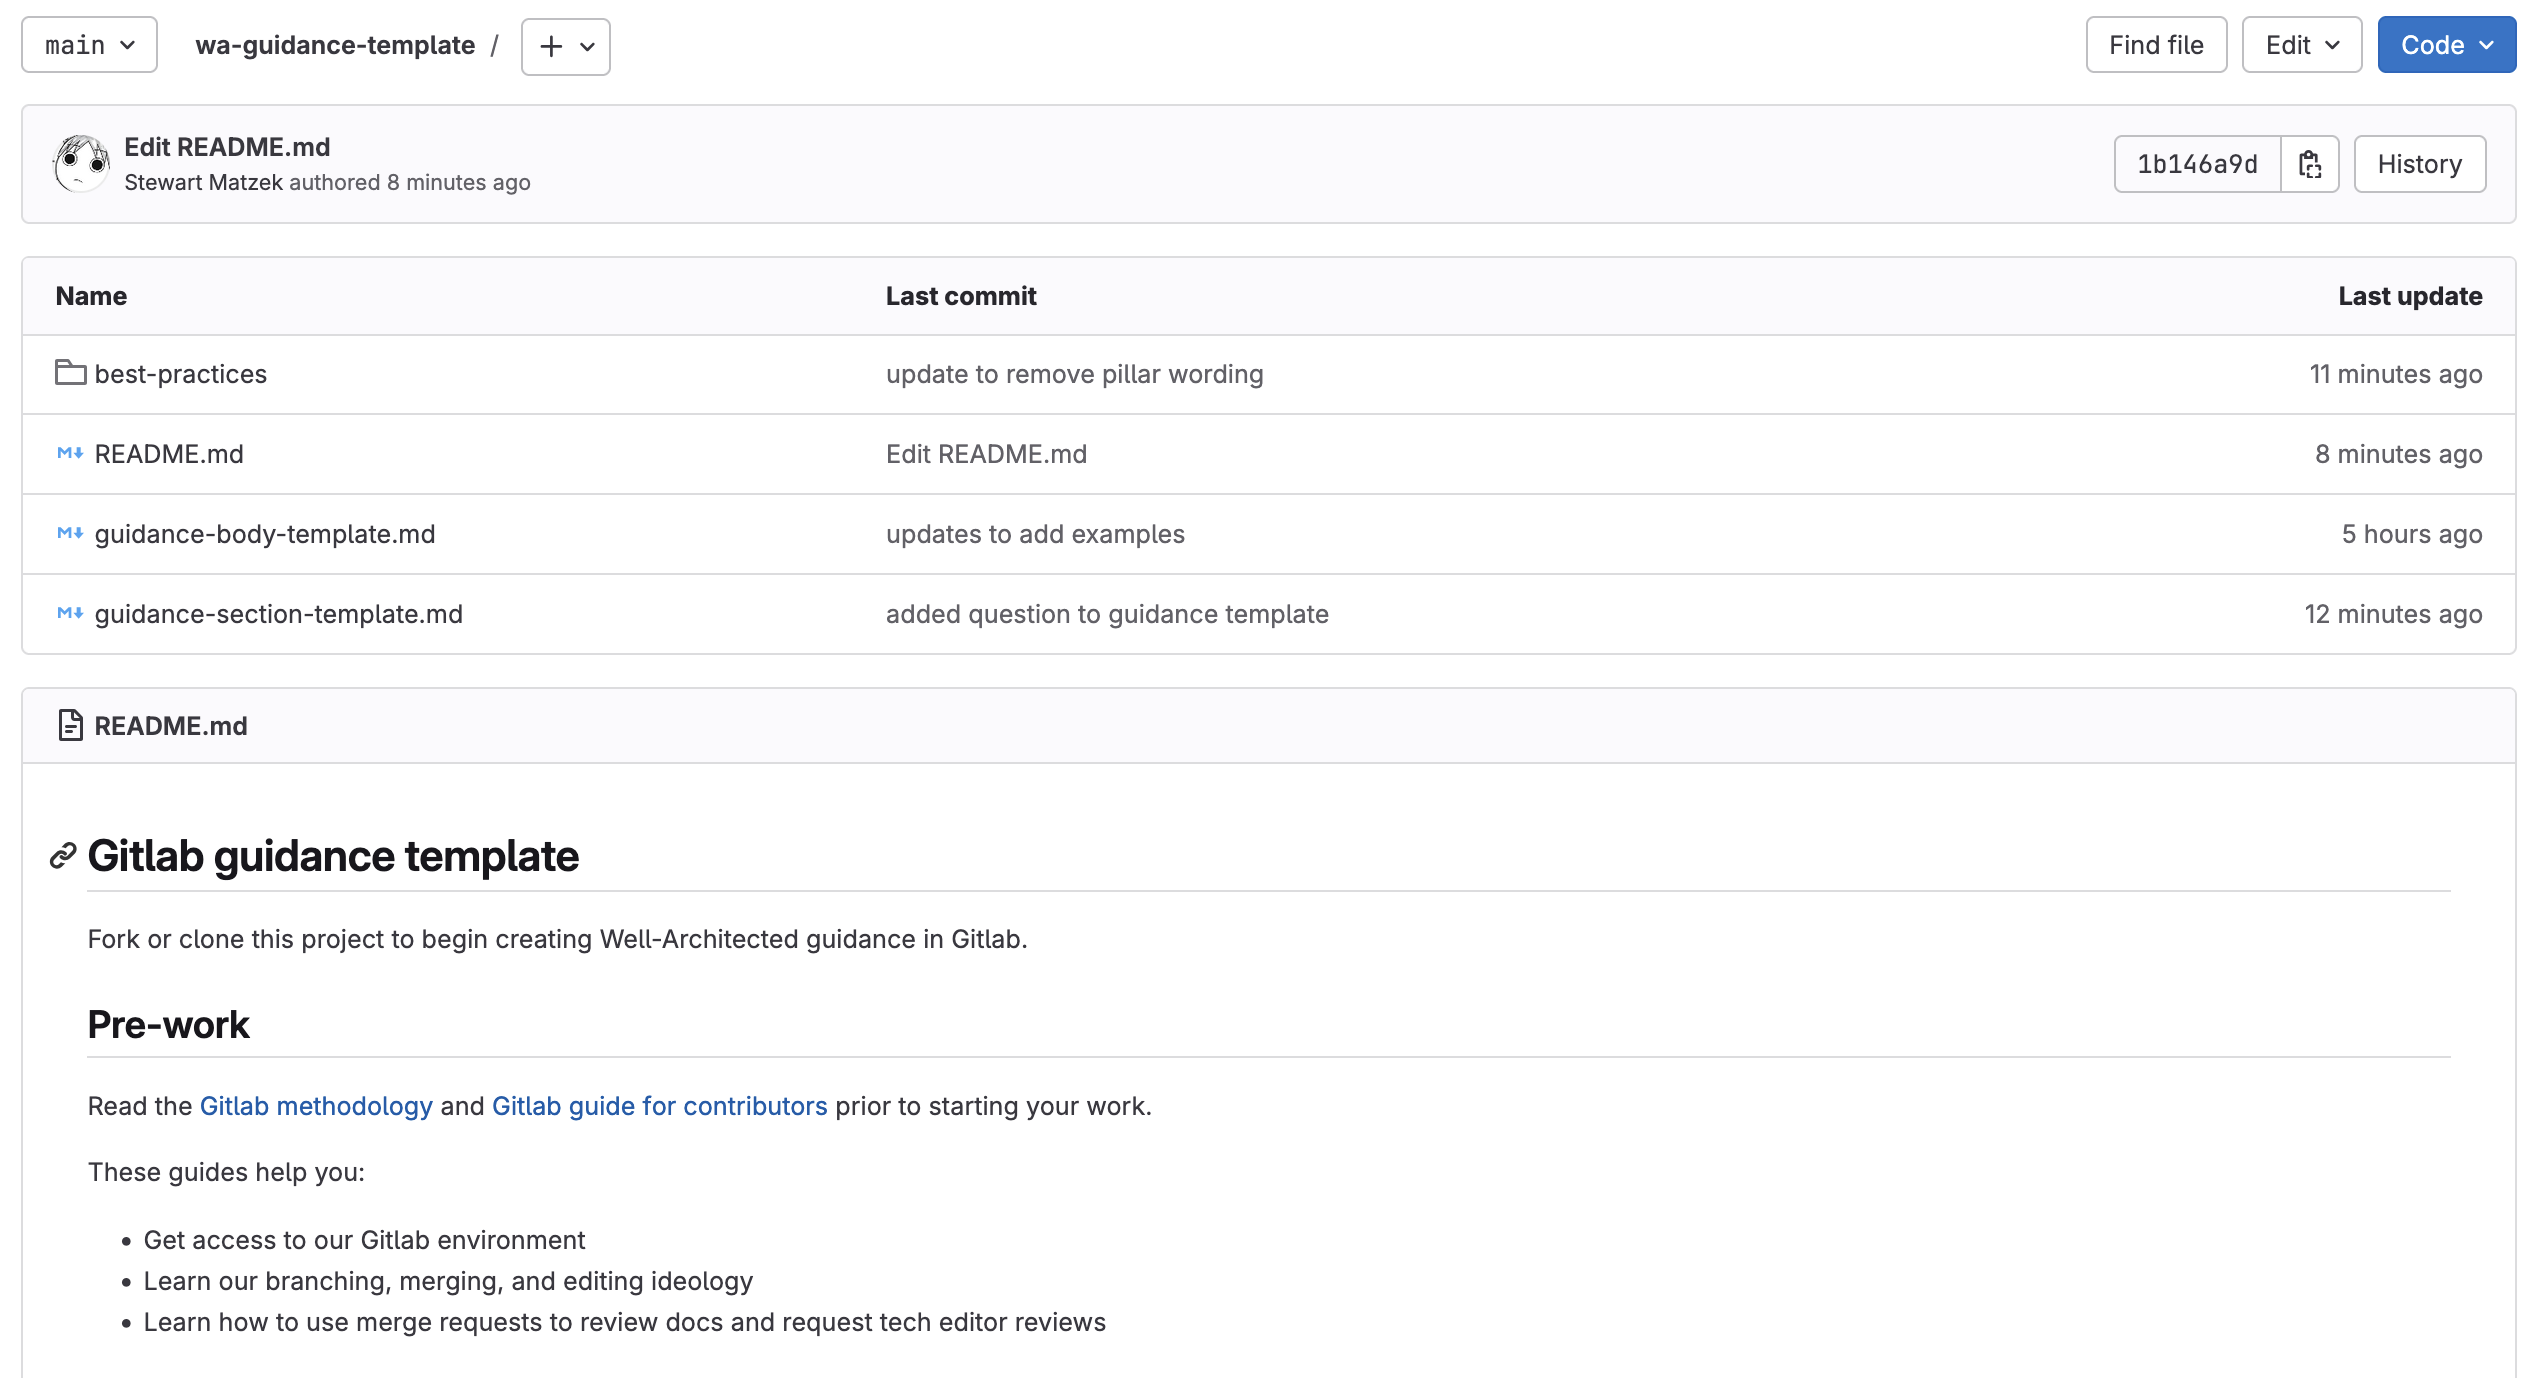 main
wa-guidance-template /
Find file
Edit
Code
Edit README.md
Stewart Matzek authored 8 minutes ago
1b146a9d
History
Name Last commit Last update
best-practices update to remove pillar wording 11 minutes ago
README.md Edit README.md 8 minutes ago
guidance-body-template.md updates to add examples 5 hours ago
guidance-section-template.md added question to guidance template 12 minutes ago
README.md
Gitlab guidance template
Fork or clone this project to begin creating Well-Architected guidance in Gitlab.
Pre-work
Read the Gitlab methodology and Gitlab guide for contributors prior to starting your work.
These guides help you:
• Get access to our Gitlab environment
• Learn our branching, merging, and editing ideology
• Learn how to use merge requests to review docs and request tech editor reviews